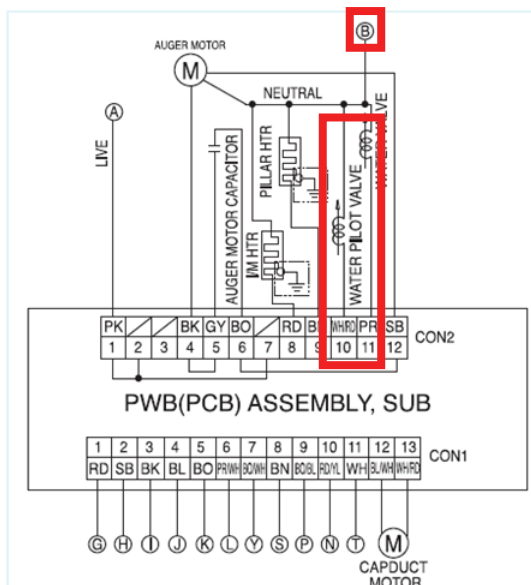 B
AUGER MOTOR
M
NEUTRAL
A
LIVE
AUGER MOTOR CAPACITOR
I/M HTR
PILLAR HTR
WATER PILOT VALVE
WATER VALVE
PK BK GY BO RD WH/RD PR SB
1 2 3 4 5 6 7 8 9 10 11 12
CON2
PWB(PCB) ASSEMBLY, SUB
1 2 3 4 5 6 7 8 9 10 11 12 13
RD SB BK BL BO PR/WH BO/WH BN BO/BL RD/YL WH BL/WH WH/RD
CON1
G H I J K L Y S P N T
M
CAPDUCT
MOTOR